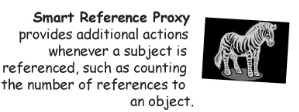 Smart Reference Proxy
provides additional actions
whenever a subject is
referenced, such as counting
the number of references to
an object.